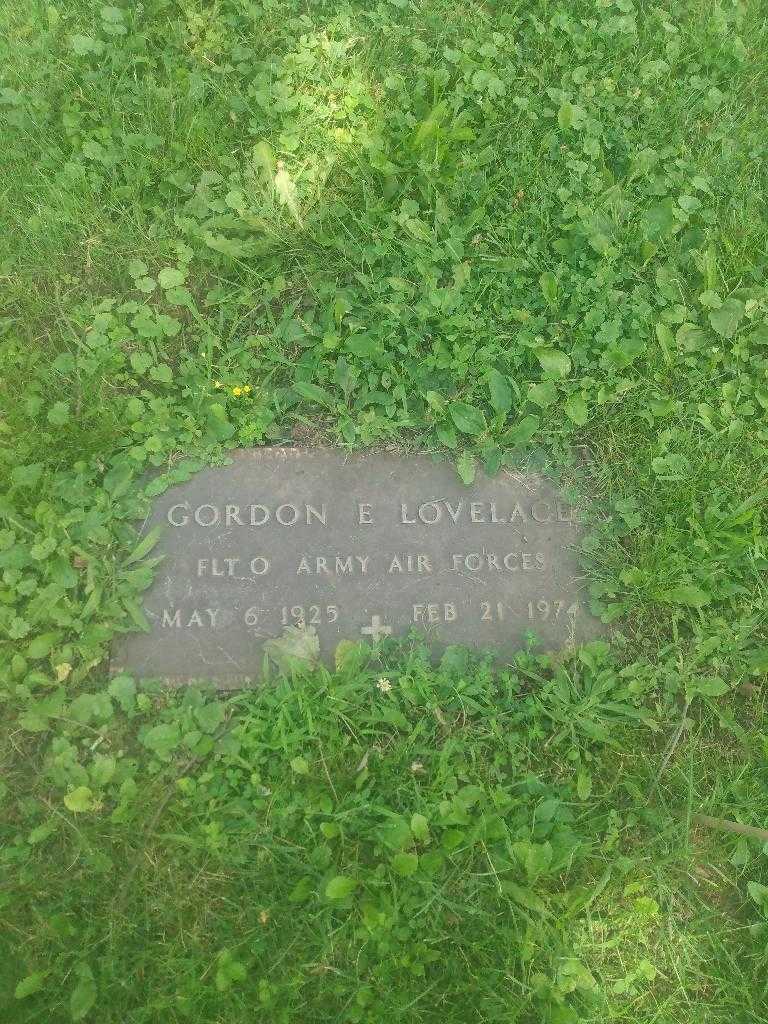 GORDON E LOVELACE
FLT O ARMY AIR FORCES
MAY 6 1925 FEB 21 1974